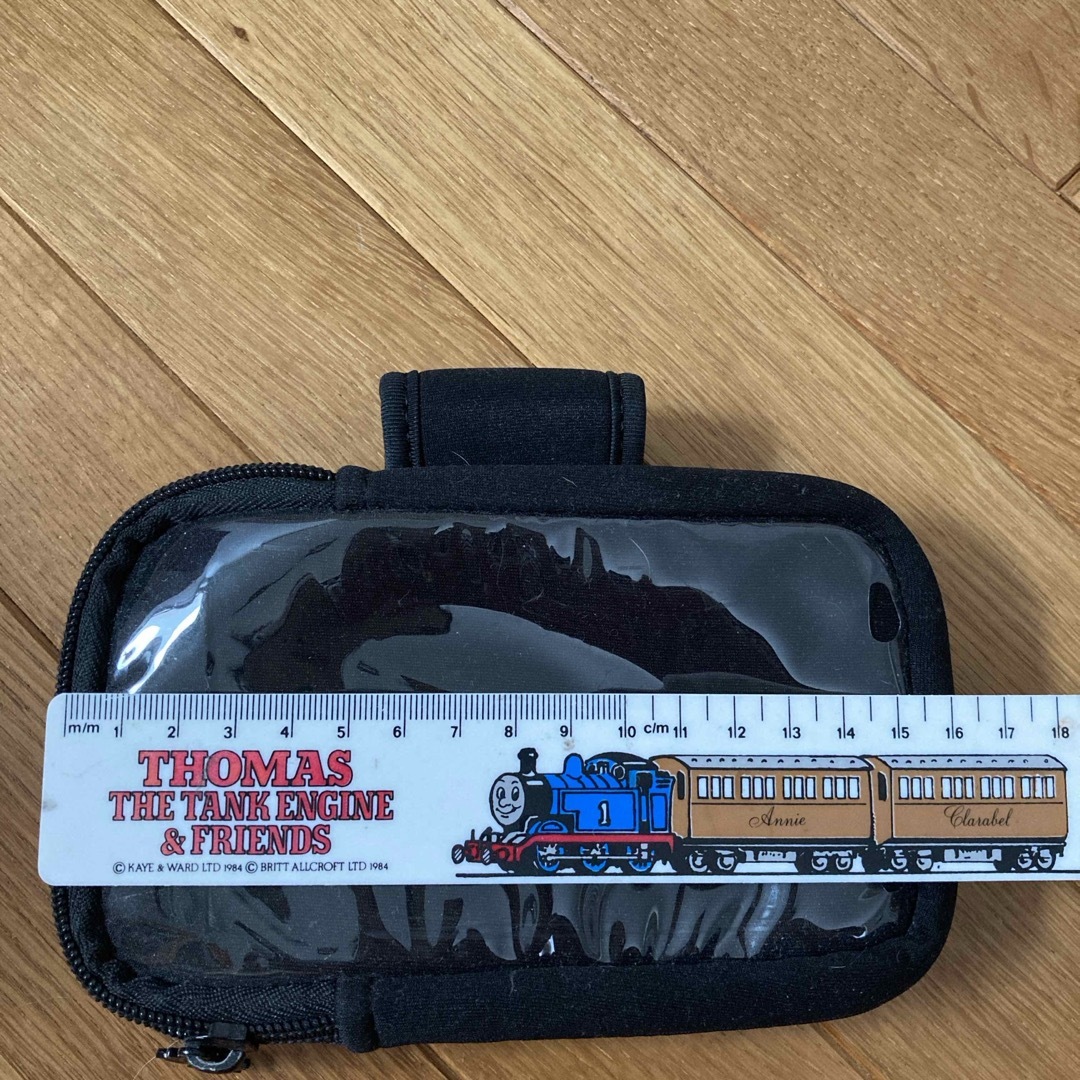 m/m 1 2 3 4 5 6 7 8 9 10 c/m 11 12 13 14 15 16 17 18
THOMAS
THE TANK ENGINE
& FRIENDS
© KAYE & WARD LTD 1984 © BRITT ALLCROFT LTD 1984
1
Annie
Clarabel